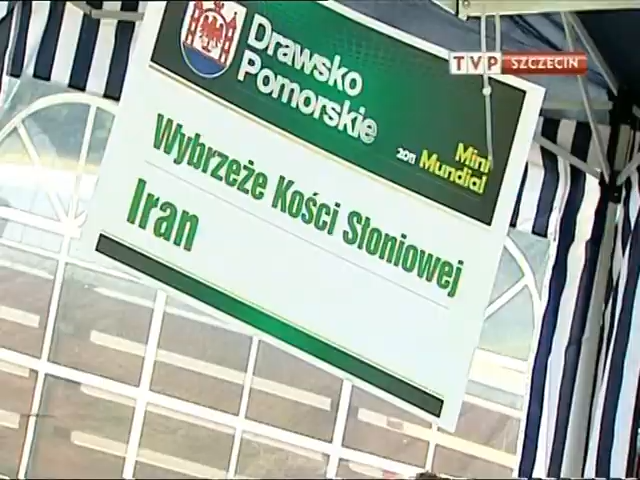 TVP SZCZECIN
Drawsko
Pomorskie
2011 Mini
Mundial
Wybrzeże Kości Słoniowej
Iran